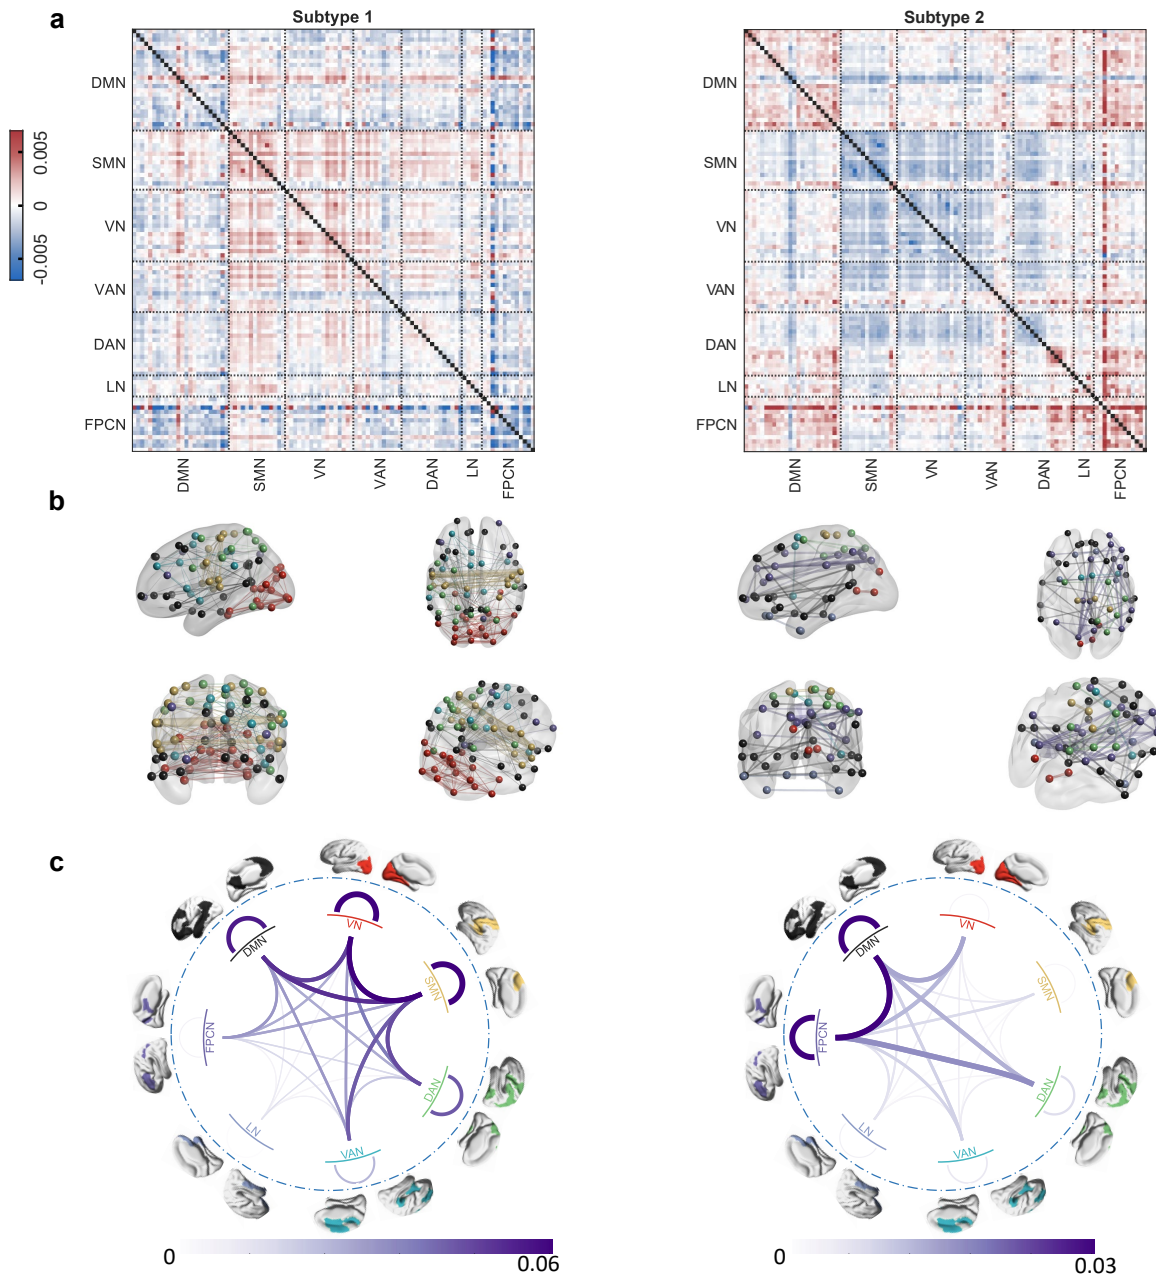 a
Subtype 1
Subtype 2
0.005
0
-0.005
DMN
SMN
VN
VAN
DAN
LN
FPCN
DMN
SMN
VN
VAN
DAN
LN
FPCN
DMN
SMN
VN
VAN
DAN
LN
FPCN
DMN
SMN
VN
VAN
DAN
LN
FPCN
b
c
VN
DMN
SMN
FPCN
DAN
LN
VAN
0
0.06
VN
DMN
SMN
FPCN
DAN
LN
VAN
0
0.03